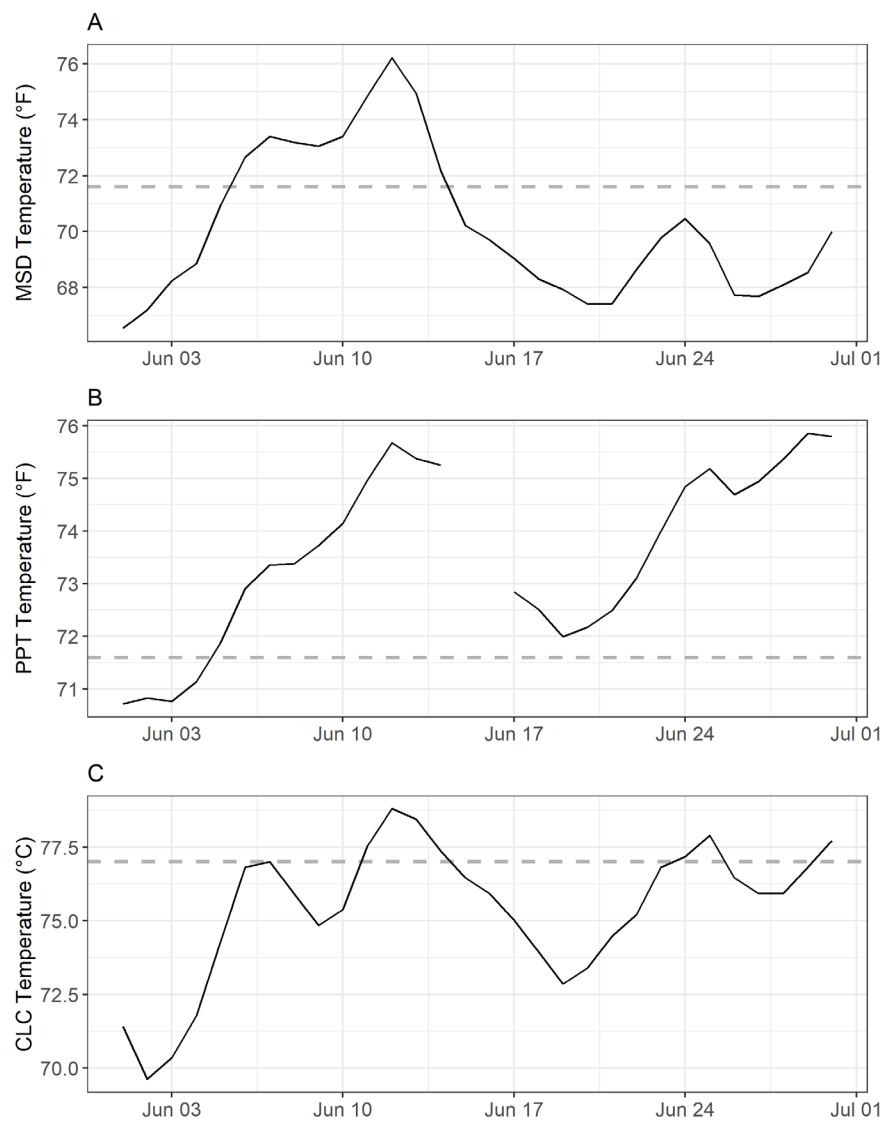 A
MSD Temperature (°F)
76
74
72
70
68
Jun 03 Jun 10 Jun 17 Jun 24 Jul 01
B
PPT Temperature (°F)
76
75
74
73
72
71
Jun 03 Jun 10 Jun 17 Jun 24 Jul 01
C
CLC Temperature (°C)
77.5
75.0
72.5
70.0
Jun 03 Jun 10 Jun 17 Jun 24 Jul 01